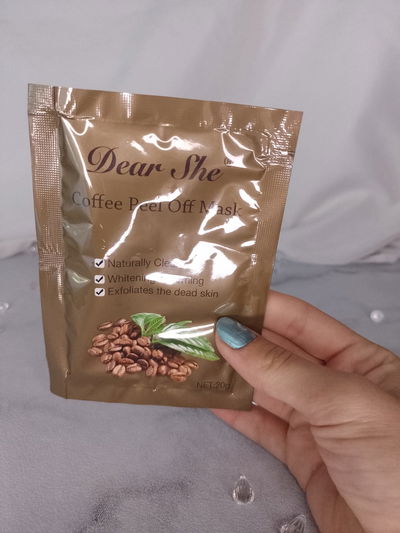 Dear She
Coffee Peel Off Mask
Naturally
Whitening
Exfoliates the dead skin
NET:20g